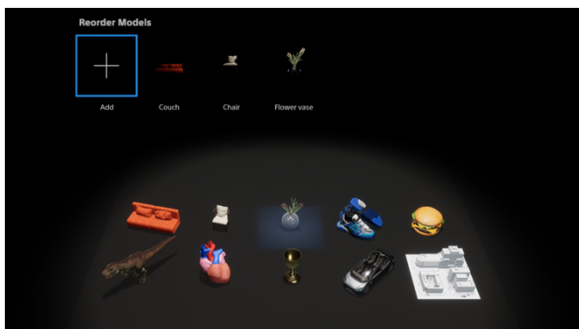 Reorder Models
Add
Couch
Chair
Flower vase